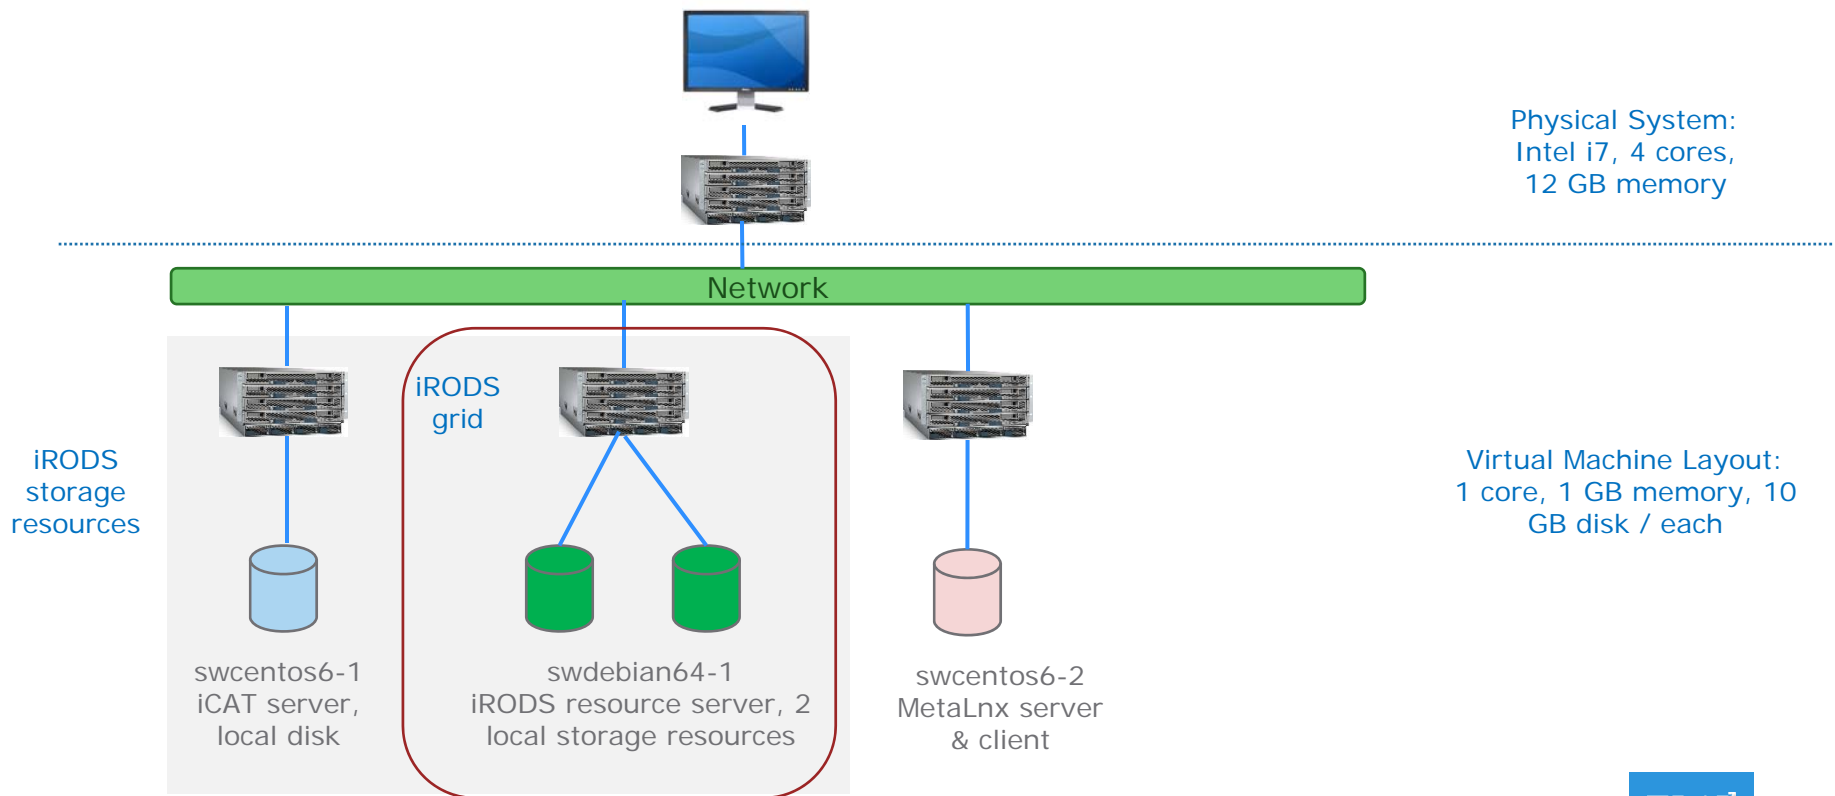 Physical System:
Intel i7, 4 cores,
12 GB memory
Network
iRODS
grid
iRODS
storage
resources
Virtual Machine Layout:
1 core, 1 GB memory, 10
GB disk / each
swcentos6-1
iCAT server,
local disk
swdebian64-1
iRODS resource server, 2
local storage resources
swcentos6-2
MetaLnx server
& client